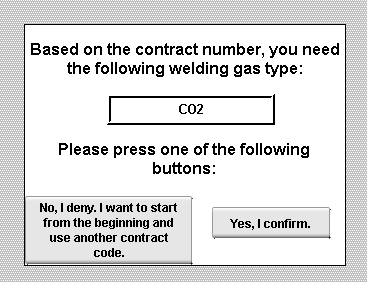 Based on the contract number, you need
the following welding gas type:
CO2
Please press one of the following
buttons:
No, I deny. I want to start
from the beginning and
use another contract
code.
Yes, I confirm.